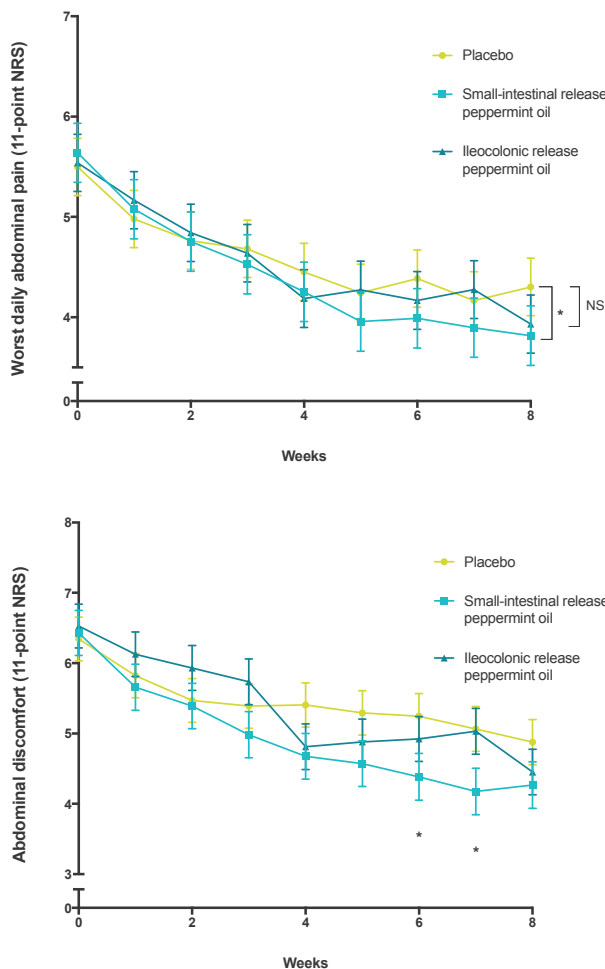 7
6
5
4
0
Worst daily abdominal pain (11-point NRS)
Placebo
Small-intestinal release
peppermint oil
Ileocolonic release
peppermint oil
*
NS
0
2
4
6
8
Weeks
8
7
6
5
4
3
0
Abdominal discomfort (11-point NRS)
Placebo
Small-intestinal release
peppermint oil
Ileocolonic release
peppermint oil
*
*
0
2
4
6
8
Weeks